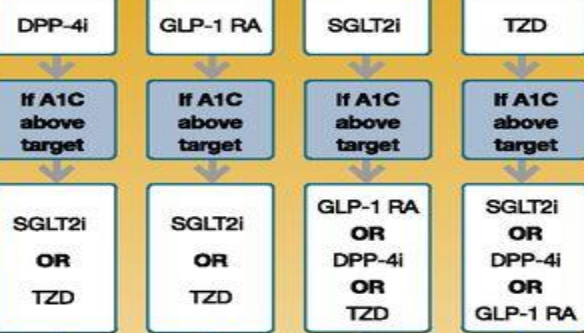 DPP-4i
GLP-1 RA
SGLT2i
TZD
If A1C
above
target
If A1C
above
target
If A1C
above
target
If A1C
above
target
SGLT2i
OR
TZD
SGLT2i
OR
TZD
GLP-1 RA
OR
DPP-4i
OR
TZD
SGLT2i
OR
DPP-4i
OR
GLP-1 RA